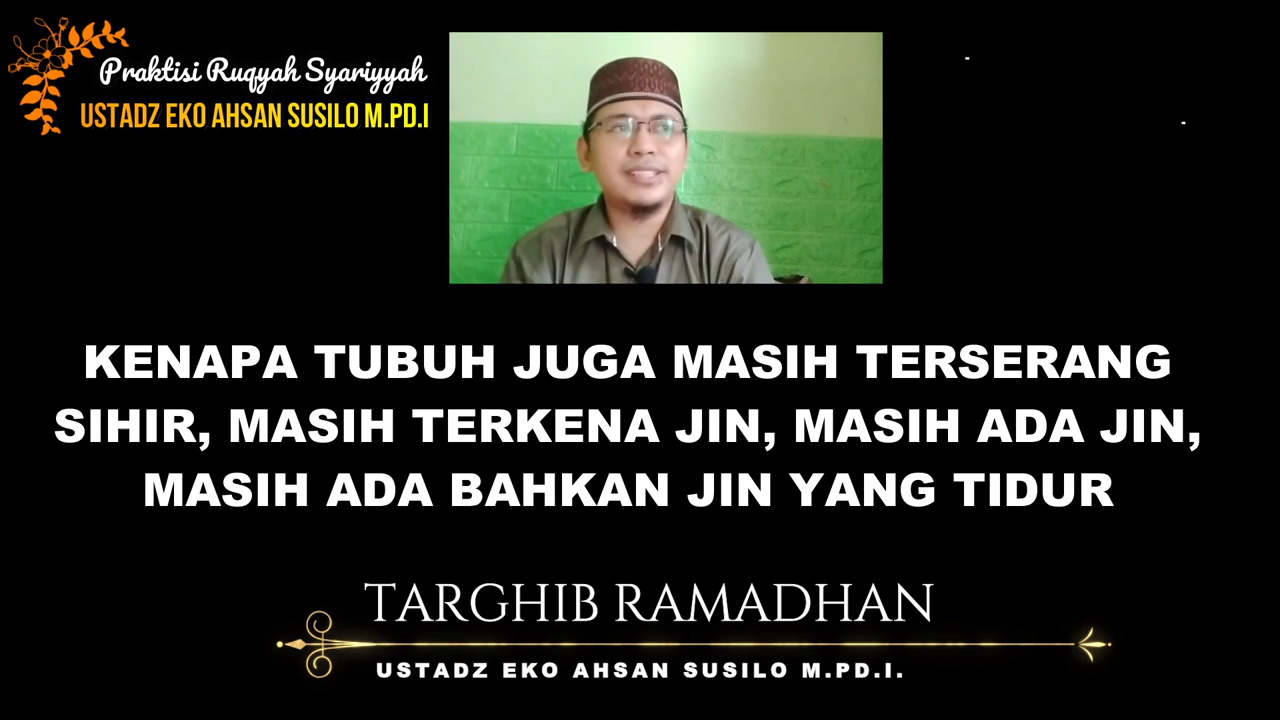 Praktisi Ruqyah Syariyyah
USTADZ EKO AHSAN SUSILO M.PD.I
KENAPA TUBUH JUGA MASIH TERSERANG
SIHIR, MASIH TERKENA JIN, MASIH ADA JIN,
MASIH ADA BAHKAN JIN YANG TIDUR
TARGHIB RAMADHAN
USTADZ EKO AHSAN SUSILO M.PD.I.